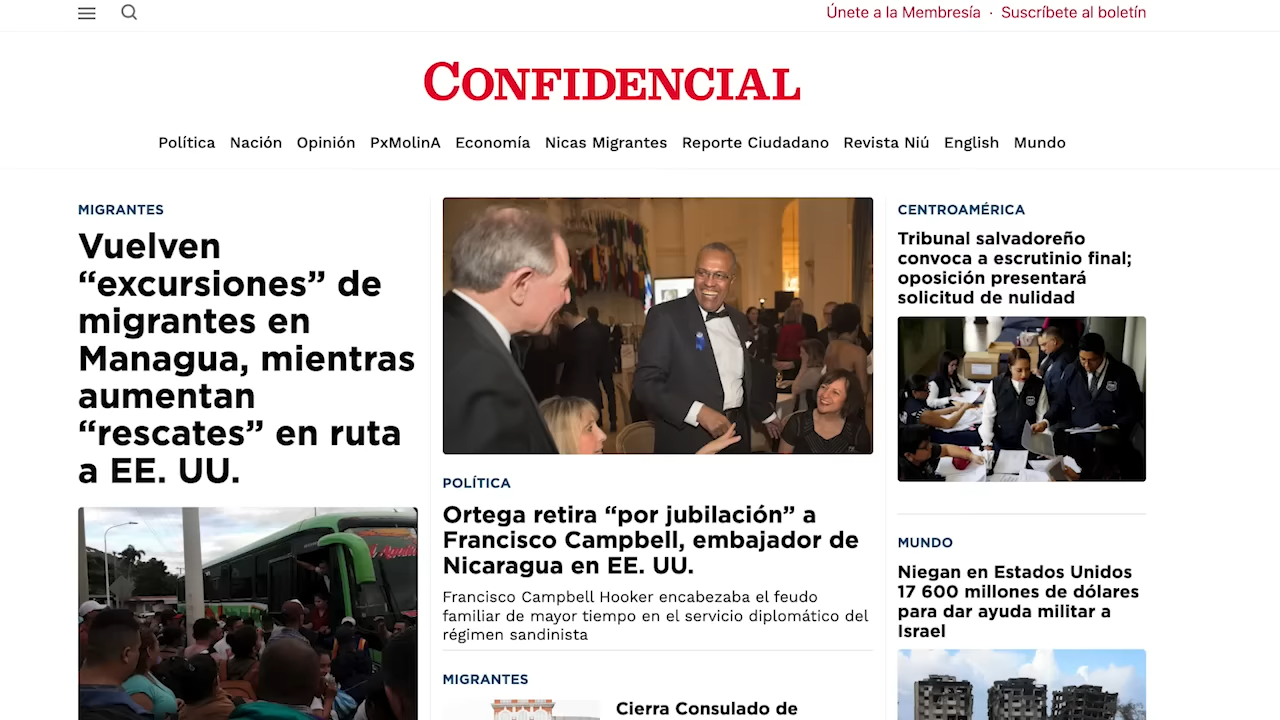 Únete a la Membresía · Suscríbete al boletín
CONFIDENCIAL
Política Nación Opinión PxMolinA Economía Nicas Migrantes Reporte Ciudadano Revista Niú English Mundo
MIGRANTES
Vuelven
“excursiones” de
migrantes en
Managua, mientras
aumentan
“rescates” en ruta
a EE. UU.
POLÍTICA
Ortega retira “por jubilación” a
Francisco Campbell, embajador de
Nicaragua en EE. UU.
Francisco Campbell Hooker encabezaba el feudo
familiar de mayor tiempo en el servicio diplomático del
régimen sandinista
MIGRANTES
Cierra Consulado de
CENTROAMÉRICA
Tribunal salvadoreño
convoca a escrutinio final;
oposición presentará
solicitud de nulidad
MUNDO
Niegan en Estados Unidos
17 600 millones de dólares
para dar ayuda militar a
Israel